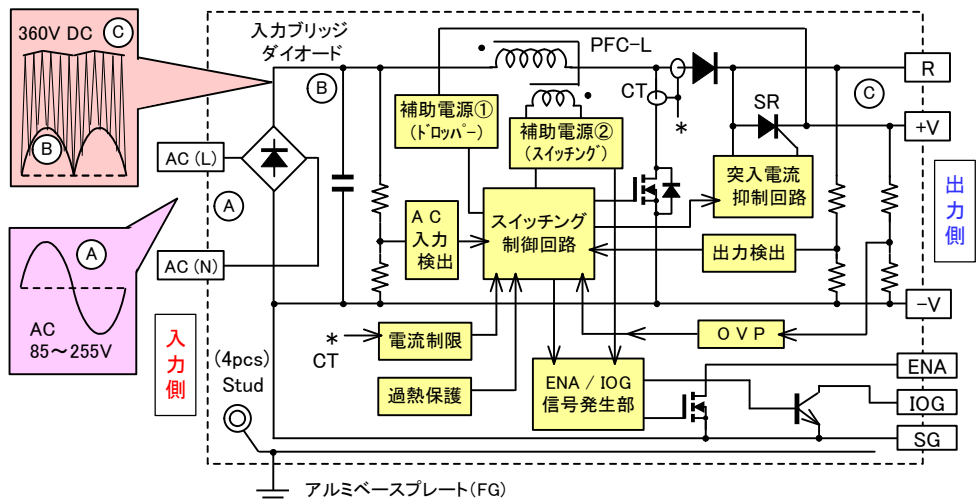 360V DC
C
B
入力ブリッジ
ダイオード
B
PFC-L
CT
*
SR
C
R
+V
補助電源①
(ドロッパー)
補助電源②
(スイッチング)
突入電流
抑制回路
出力側
AC (L)
A
AC (N)
A
AC
85～255V
入力側
AC
入力
検出
スイッチング
制御回路
出力検出
-V
*
CT
電流制限
OVP
過熱保護
ENA / IOG
信号発生部
ENA
IOG
SG
(4pcs)
Stud
アルミベースプレート(FG)